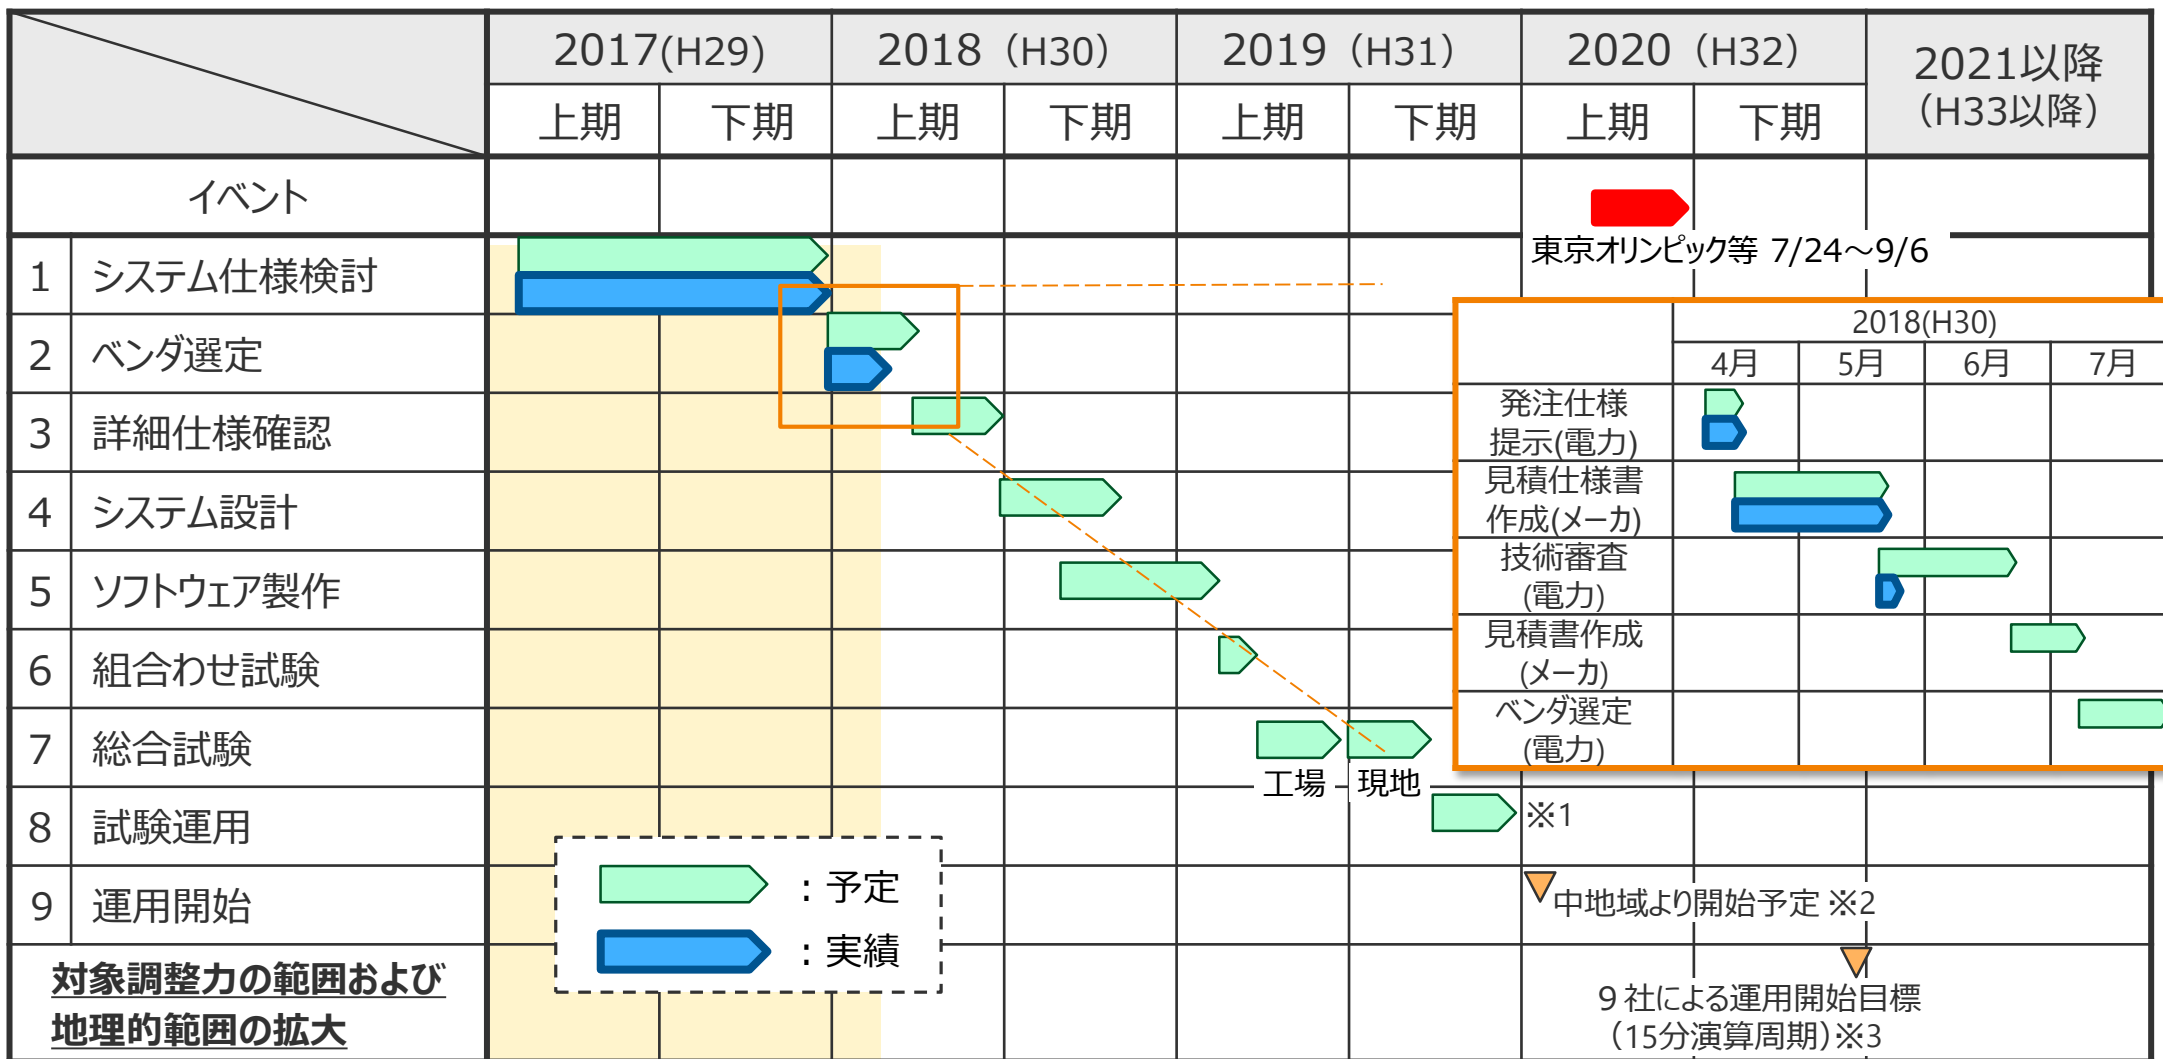 2017(H29)
2018（H30）
2019（H31）
2020（H32）
2021以降
（H33以降）
上期
下期
上期
下期
上期
下期
上期
下期
イベント
東京オリンピック等 7/24～9/6
1 システム仕様検討
2 ベンダ選定
3 詳細仕様確認
4 システム設計
5 ソフトウェア製作
6 組合わせ試験
7 総合試験
工場
現地
8 試験運用
※1
9 運用開始
中地域より開始予定 ※2
対象調整力の範囲および
地理的範囲の拡大
９社による運用開始目標
（15分演算周期）※3
：予定
：実績
2018(H30)
4月
5月
6月
7月
発注仕様
提示(電力)
見積仕様書
作成(メーカ)
技術審査
(電力)
見積書作成
(メーカ)
ベンダ選定
(電力)